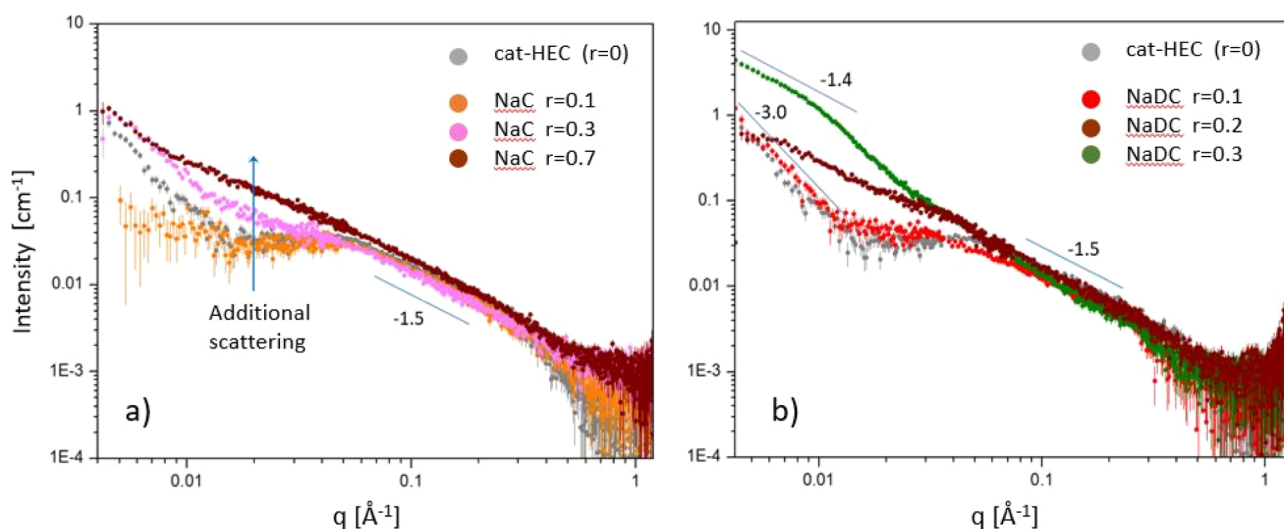 10
1
0.1
0.01
1E-3
1E-4
Intensity [cm⁻¹]
cat-HEC (r=0)
NaC r=0.1
NaC r=0.3
NaC r=0.7
Additional
scattering
-1.5
a)
0.01
0.1
1
q [Å⁻¹]
10
1
0.1
0.01
1E-3
1E-4
cat-HEC (r=0)
NaDC r=0.1
NaDC r=0.2
NaDC r=0.3
-1.4
-3.0
-1.5
b)
0.01
0.1
1
q [Å⁻¹]